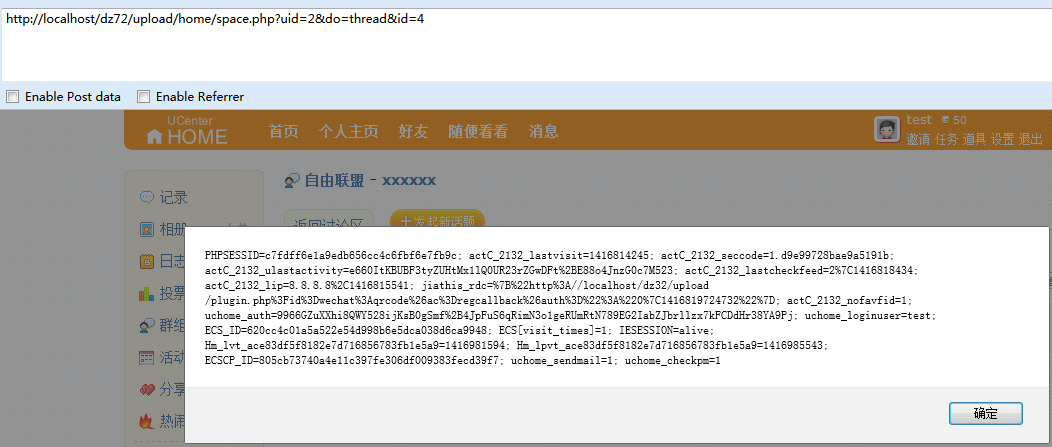 http://localhost/dz72/upload/home/space.php?uid=2&do=thread&id=4
Enable Post data Enable Referrer
UCenter
HOME 首页 个人主页 好友 随便看看 消息
test 50
邀请 任务 道具 设置 退出
记录
自由联盟 - xxxxxx
相册
返回讨论区 +发起新话题
日志
投票
群组
活动
分享
热闹
PHPSESSID=c7fdff6e1a9edb656cc4c6fbf6e7fb9c; actC_2132_lastvisit=1416814245; actC_2132_seccode=1.d9e99728bae9a5191b;
actC_2132_ulastactivity=e66OItKBUBF3tyZUHtMx1lQOUR23rZGwDFt%2BE88o4JnzGOc7M523; actC_2132_lastcheckfeed=2%7C1416818434;
actC_2132_lip=8.8.8.8%2C1416815541; jiathis_rdc=%7B%22http%3A//localhost/dz32/upload
/plugin.php%3Fid%3Dwechat%3Aqrcode%26ac%3Dregcallback%26auth%3D%22%3A%220%7C1416819724732%22%7D; actC_2132_nofavfid=1;
uchome_auth=9966GZuXXhi8QWY528ijKsBOgSmf%2B4JpFuS6qRimN3o1geRUmRtN789EG2IabZJbrllzx7kFCDdHr38YA9Pj; uchome_loginuser=test;
ECS_ID=620cc4c01a5a522e54d998b6e5dca038d6ca9948; ECS[visit_times]=1; IESESSION=alive;
Hm_lvt_ace83df5f8182e7d716856783fb1e5a9=1416981594; Hm_lpvt_ace83df5f8182e7d716856783fb1e5a9=1416985543;
ECSCP_ID=805cb73740a4e11c397fe306df009383fecd39f7; uchome_sendmail=1; uchome_checkpm=1
确定